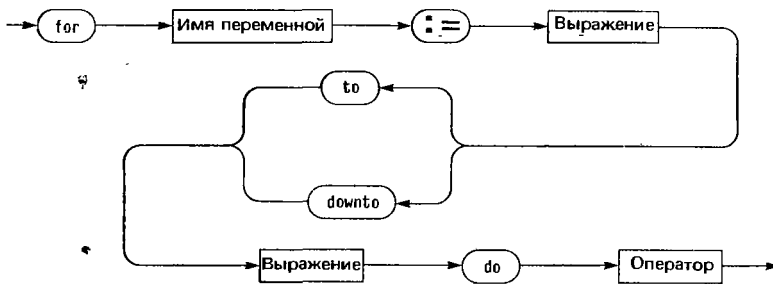 for Имя переменной := Выражение
to
downto
Выражение do Оператор